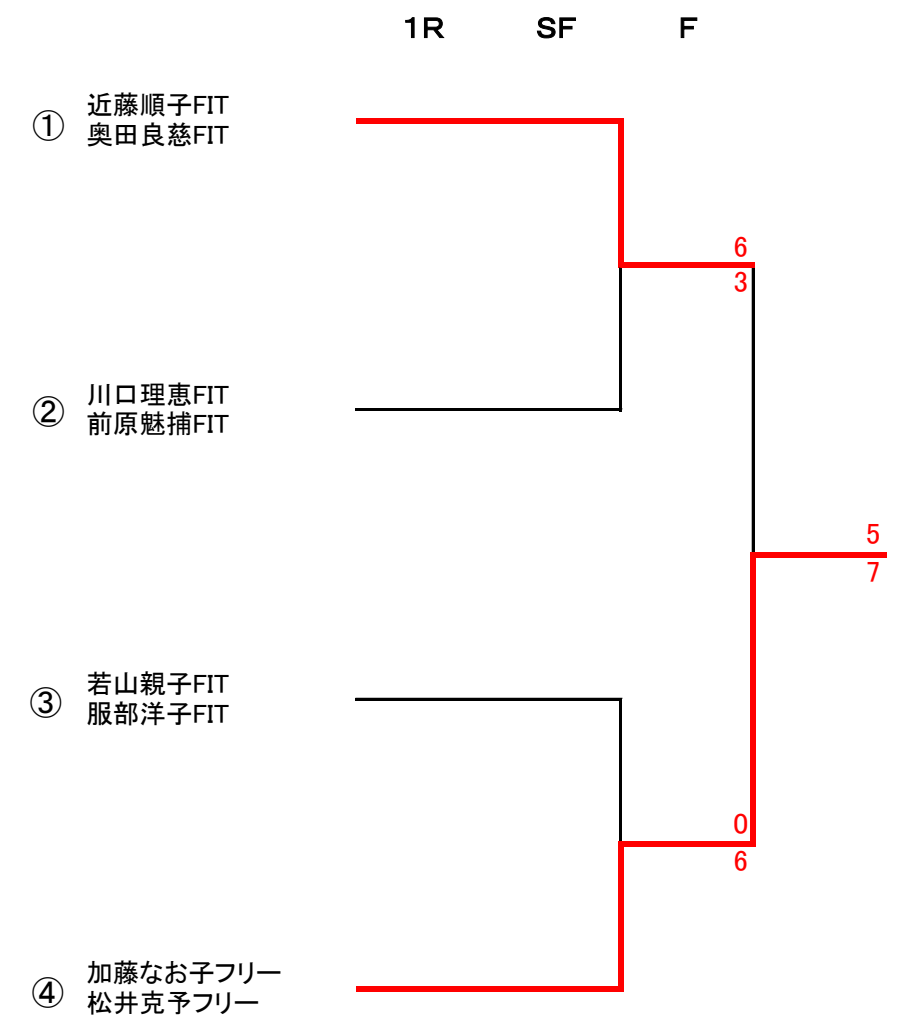 1R SF F
① 近藤順子FIT
奥田良慈FIT
6
3
② 川口理恵FIT
前原魅捕FIT
5
7
③ 若山親子FIT
服部洋子FIT
0
6
④ 加藤なお子フリー
松井克予フリー